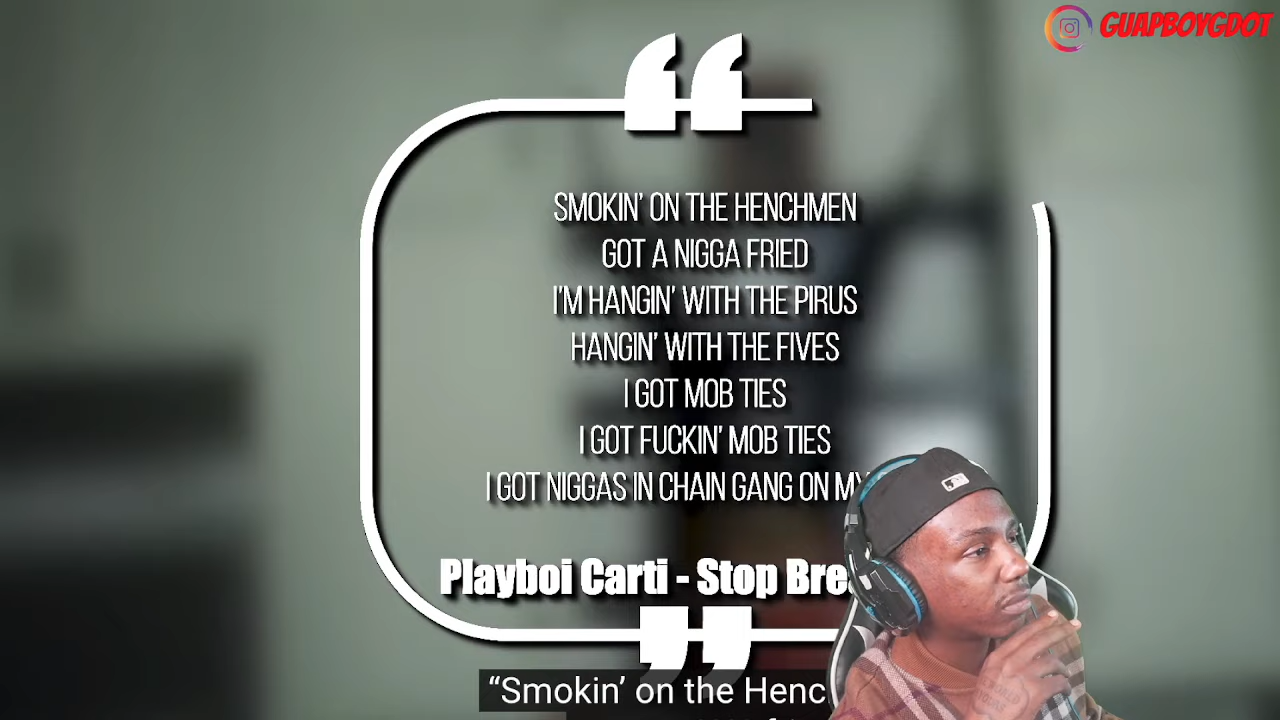 GUAPBOYGDOT
SMOKIN' ON THE HENCHMEN
GOT A NIGGA FRIED
I'M HANGIN' WITH THE PIRUS
HANGIN' WITH THE FIVES
I GOT MOB TIES
I GOT FUCKIN' MOB TIES
I GOT NIGGAS IN CHAIN GANG ON MY
Playboi Carti - Stop
“Smokin’ on the